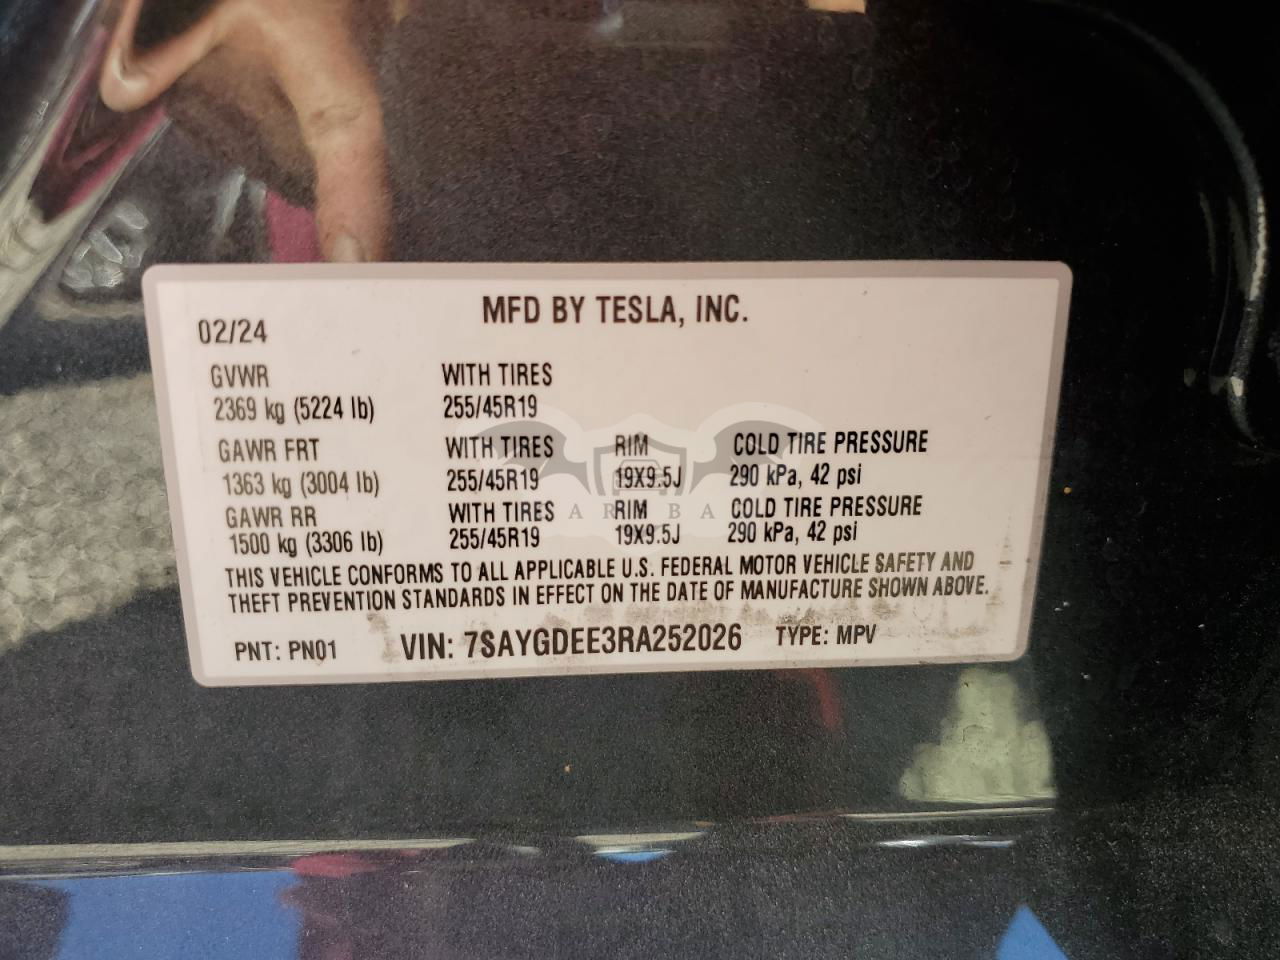 MFD BY TESLA, INC.
02/24
GVWR WITH TIRES
2369 kg (5224 lb) 255/45R19
GAWR FRT WITH TIRES RIM COLD TIRE PRESSURE
1363 kg (3004 lb) 255/45R19 19X9.5J 290 kPa, 42 psi
GAWR RR WITH TIRES RIM COLD TIRE PRESSURE
1500 kg (3306 lb) 255/45R19 19X9.5J 290 kPa, 42 psi
THIS VEHICLE CONFORMS TO ALL APPLICABLE U.S. FEDERAL MOTOR VEHICLE SAFETY AND
THEFT PREVENTION STANDARDS IN EFFECT ON THE DATE OF MANUFACTURE SHOWN ABOVE.
PNT: PN01 VIN: 7SAYGDEE3RA252026 TYPE: MPV